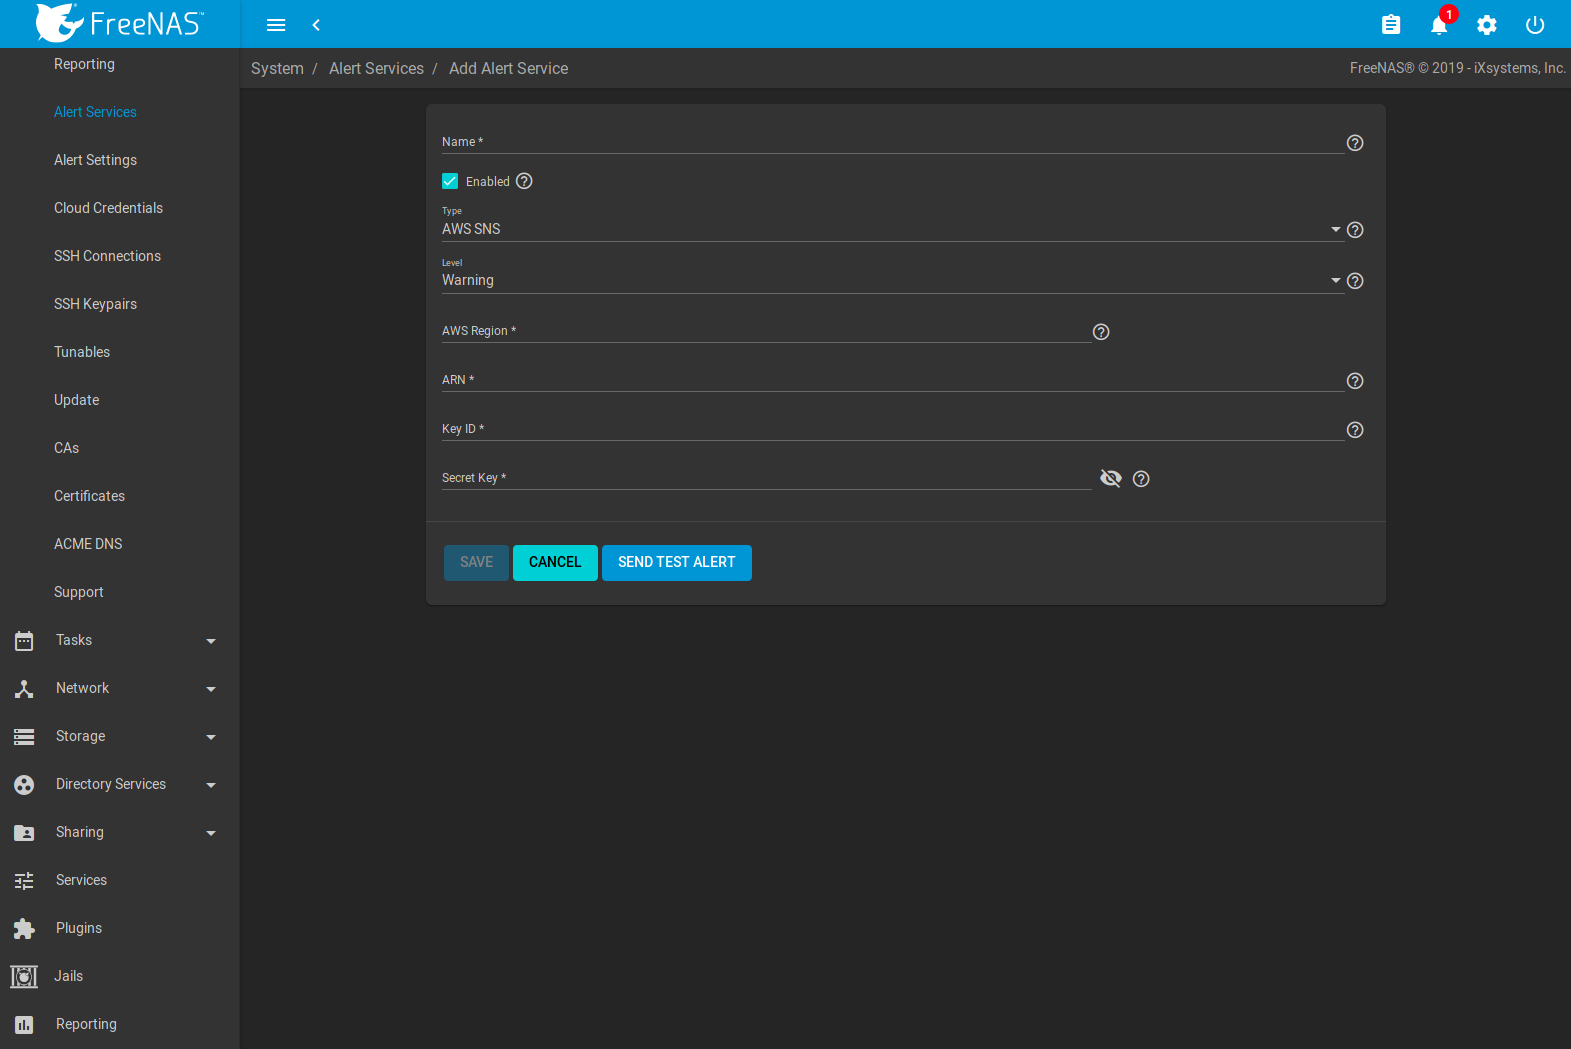 FreeNAS™
1
System / Alert Services / Add Alert Service
FreeNAS® © 2019 - iXsystems, Inc.
Reporting
Alert Services
Alert Settings
Cloud Credentials
SSH Connections
SSH Keypairs
Tunables
Update
CAs
Certificates
ACME DNS
Support
Tasks
Network
Storage
Directory Services
Sharing
Services
Plugins
Jails
Reporting
Name *
Enabled
Type
AWS SNS
Level
Warning
AWS Region *
ARN *
Key ID *
Secret Key *
SAVE
CANCEL
SEND TEST ALERT